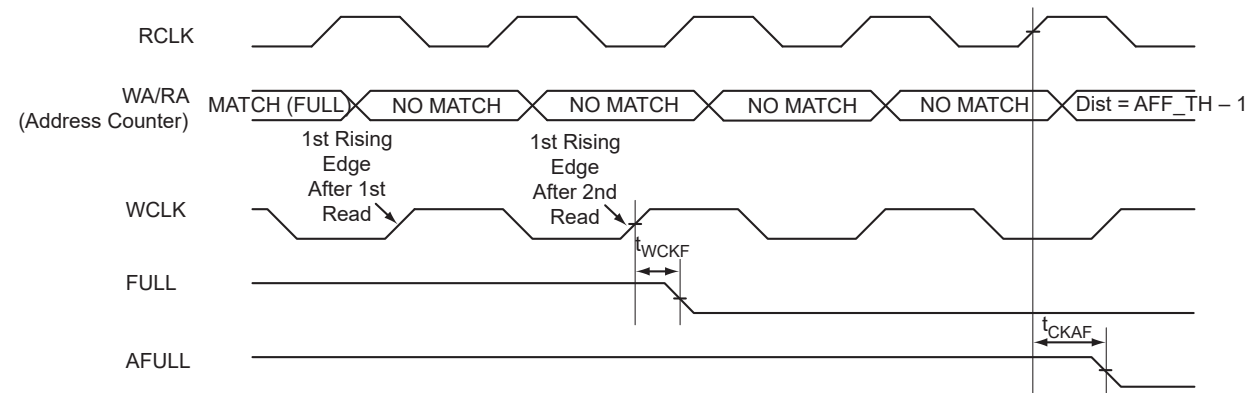 RCLK
WA/RA
(Address Counter)
MATCH (FULL)
NO MATCH
NO MATCH
NO MATCH
NO MATCH
Dist = AFF_TH – 1
1st Rising
Edge
After 1st
Read
1st Rising
Edge
After 2nd
Read
WCLK
tWCKF
FULL
tCKAF
AFULL